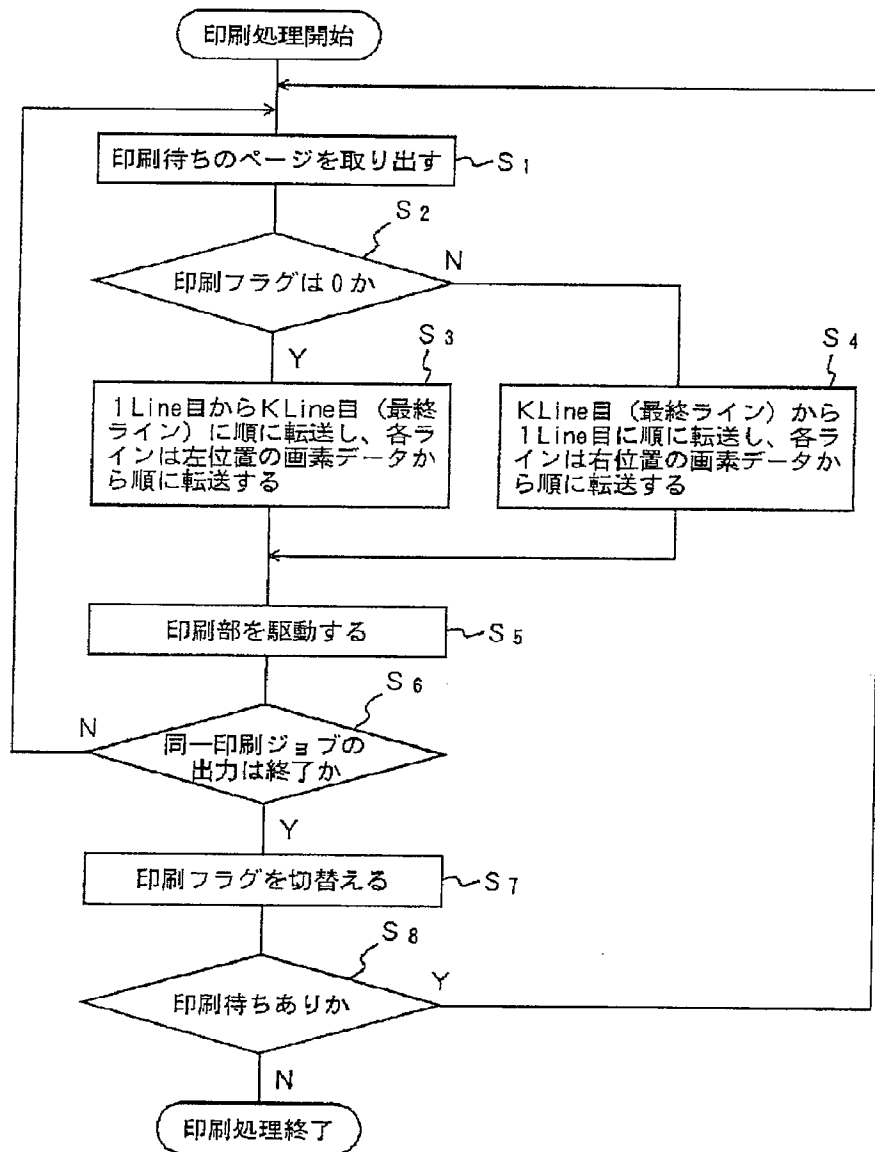 印刷処理開始
印刷待ちのページを取り出す
S1
S2
印刷フラグは0か
N
Y
S3
S4
1Line目からKLine目（最終
ライン）に順に転送し、各ラ
インは左位置の画素データか
ら順に転送する
KLine目（最終ライン）から
1Line目に順に転送し、各ラ
インは右位置の画素データか
ら順に転送する
印刷部を駆動する
S5
S6
N
同一印刷ジョブの
出力は終了か
Y
印刷フラグを切替える
S7
S8
Y
印刷待ちありか
N
印刷処理終了